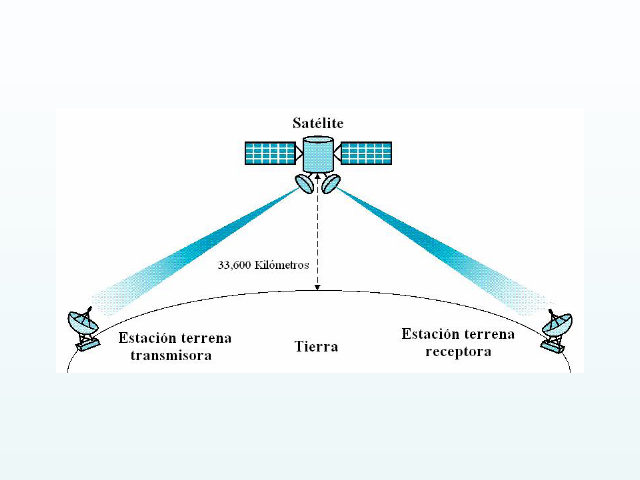 Satélite
33,600 Kilómetros
Estación terrena
transmisora
Tierra
Estación terrena
receptora